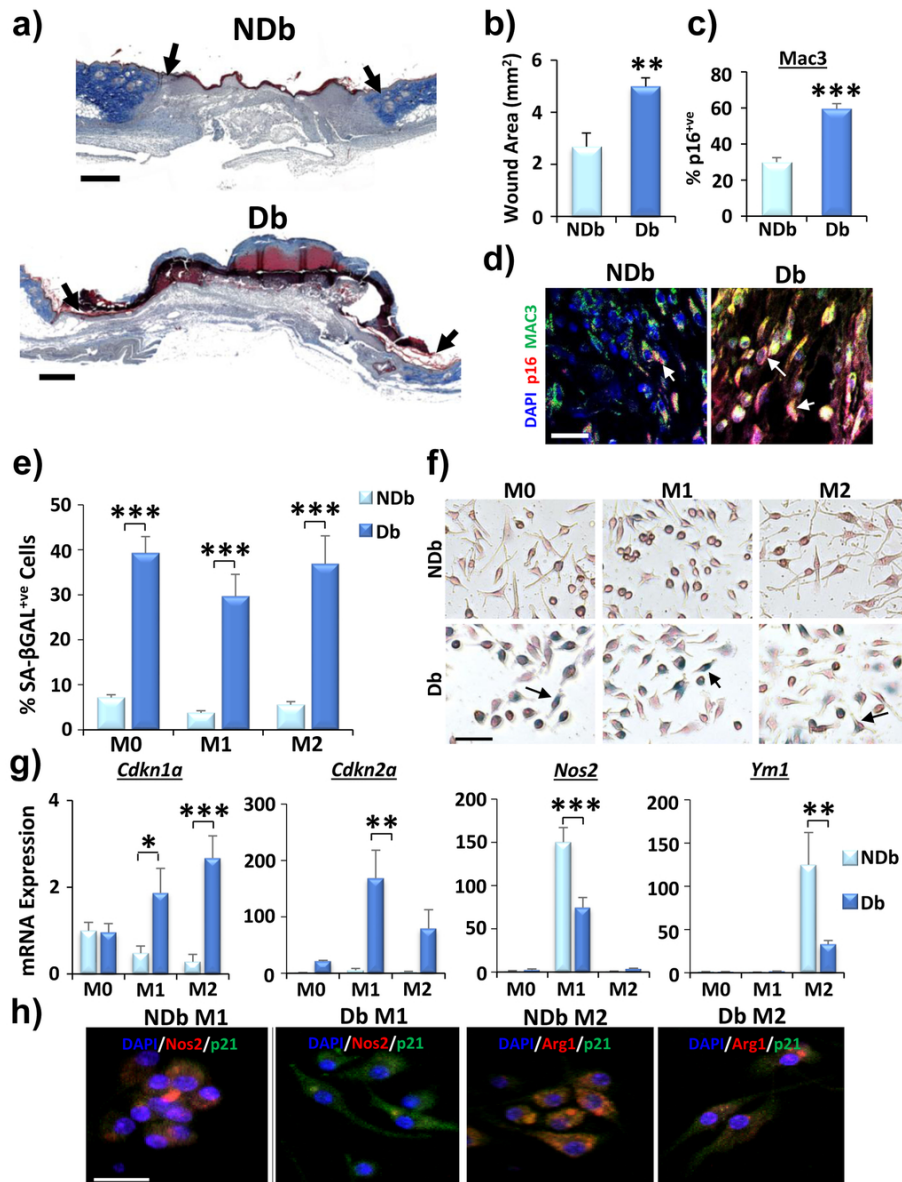 a)
NDb
Db
b)
Wound Area (mm²)
6
4
2
0
**
NDb Db
c)
Mac3
% p16+ve
80
60
40
20
0
***
NDb Db
d)
NDb Db
DAPI p16 MAC3
e)
% SA-βGAL+ve Cells
50
40
30
20
10
0
*** *** ***
NDb
Db
M0 M1 M2
f)
M0 M1 M2
NDb
Db
g)
mRNA Expression
Cdkn1a
4
2
0
* ***
M0 M1 M2
Cdkn2a
300
200
100
0
**
M0 M1 M2
Nos2
200
150
100
50
0
***
M0 M1 M2
Ym1
200
150
100
50
0
**
M0 M1 M2
NDb
Db
h)
NDb M1 Db M1 NDb M2 Db M2
DAPI/Nos2/p21 DAPI/Nos2/p21 DAPI/Arg1/p21 DAPI/Arg1/p21